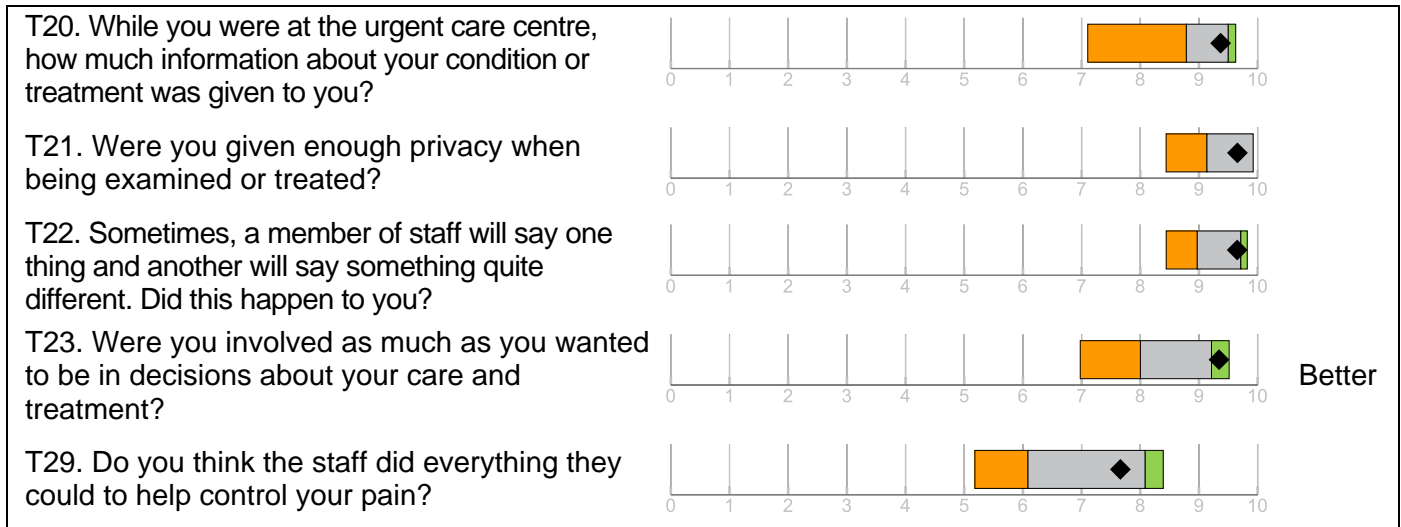 T20. While you were at the urgent care centre,
how much information about your condition or
treatment was given to you?
0 1 2 3 4 5 6 7 8 9 10
T21. Were you given enough privacy when
being examined or treated?
0 1 2 3 4 5 6 7 8 9 10
T22. Sometimes, a member of staff will say one
thing and another will say something quite
different. Did this happen to you?
0 1 2 3 4 5 6 7 8 9 10
T23. Were you involved as much as you wanted
to be in decisions about your care and
treatment?
0 1 2 3 4 5 6 7 8 9 10
Better
T29. Do you think the staff did everything they
could to help control your pain?
0 1 2 3 4 5 6 7 8 9 10